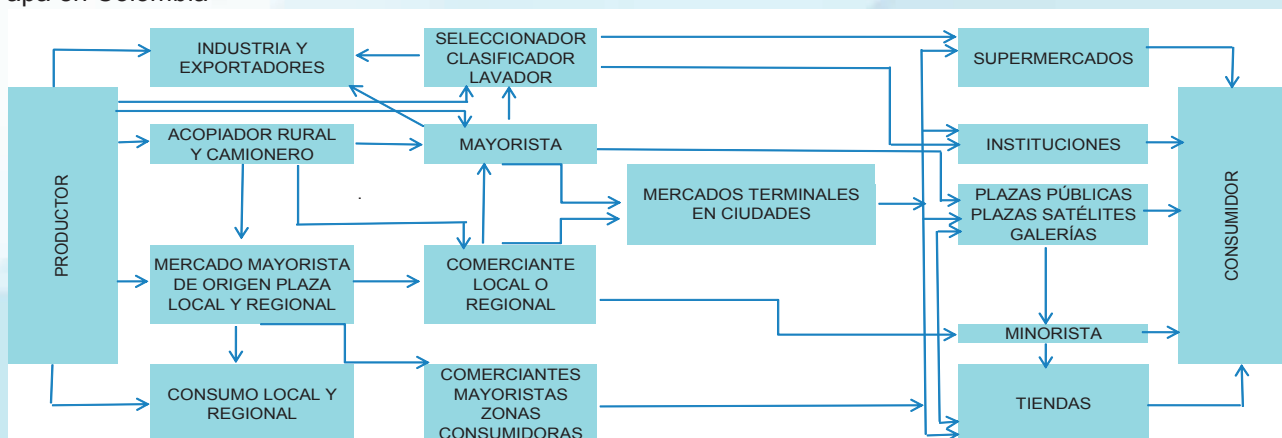 en Colombia
INDUSTRIA Y
EXPORTADORES
SELECCIONADOR
CLASIFICADOR
LAVADOR
SUPERMERCADOS
PRODUCTOR
ACOPIADOR RURAL
Y CAMIONERO
MAYORISTA
INSTITUCIONES
MERCADOS TERMINALES
EN CIUDADES
PLAZAS PÚBLICAS
PLAZAS SATÉLITES
GALERÍAS
CONSUMIDOR
MERCADO MAYORISTA
DE ORIGEN PLAZA
LOCAL Y REGIONAL
COMERCIANTE
LOCAL O
REGIONAL
MINORISTA
CONSUMO LOCAL Y
REGIONAL
COMERCIANTES
MAYORISTAS
ZONAS
CONSUMIDORAS
TIENDAS